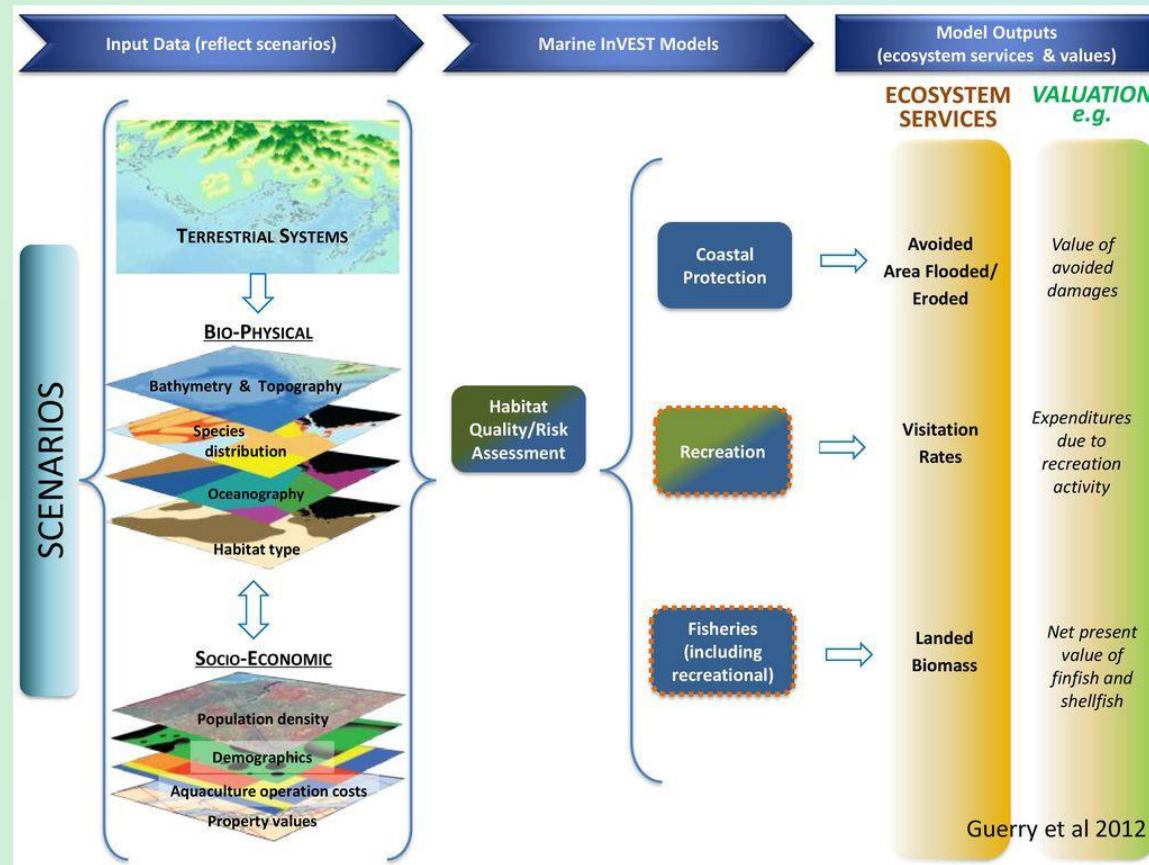 Input Data (reflect scenarios)
Marine InVEST Models
Model Outputs
(ecosystem services & values)
ECOSYSTEM
SERVICES
VALUATION
e.g.
SCENARIOS
TERRESTRIAL SYSTEMS
BIO-PHYSICAL
Bathymetry & Topography
Species
distribution
Oceanography
Habitat type
SOCIO-ECONOMIC
Population density
Demographics
Aquaculture operation costs
Property values
Habitat
Quality/Risk
Assessment
Coastal
Protection
Avoided
Area Flooded/
Eroded
Value of
avoided
damages
Recreation
Visitation
Rates
Expenditures
due to
recreation
activity
Fisheries
(including
recreational)
Landed
Biomass
Net present
value of
finfish and
shellfish
Guerry et al 2012